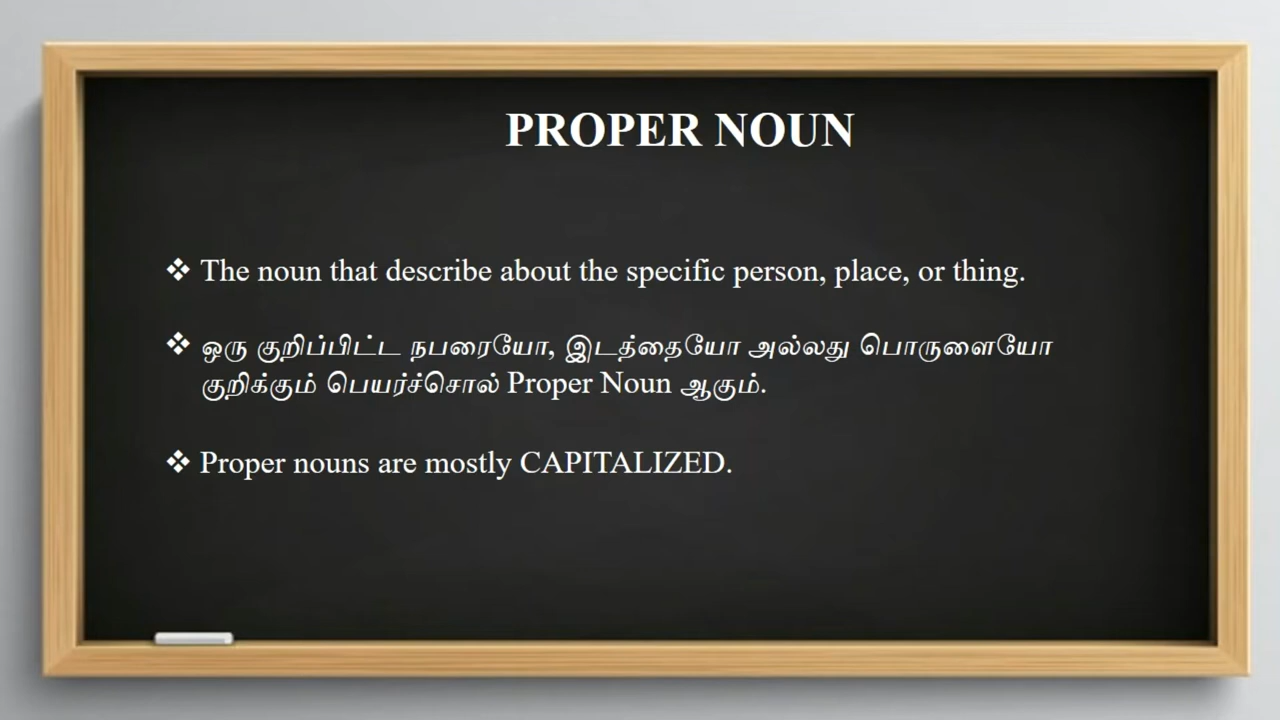 PROPER NOUN
❖ The noun that describe about the specific person, place, or thing.
❖ ஒரு குறிப்பிட்ட நபரையோ, இடத்தையோ அல்லது பொருளையோ
குறிக்கும் பெயர்ச்சொல் Proper Noun ஆகும்.
❖ Proper nouns are mostly CAPITALIZED.